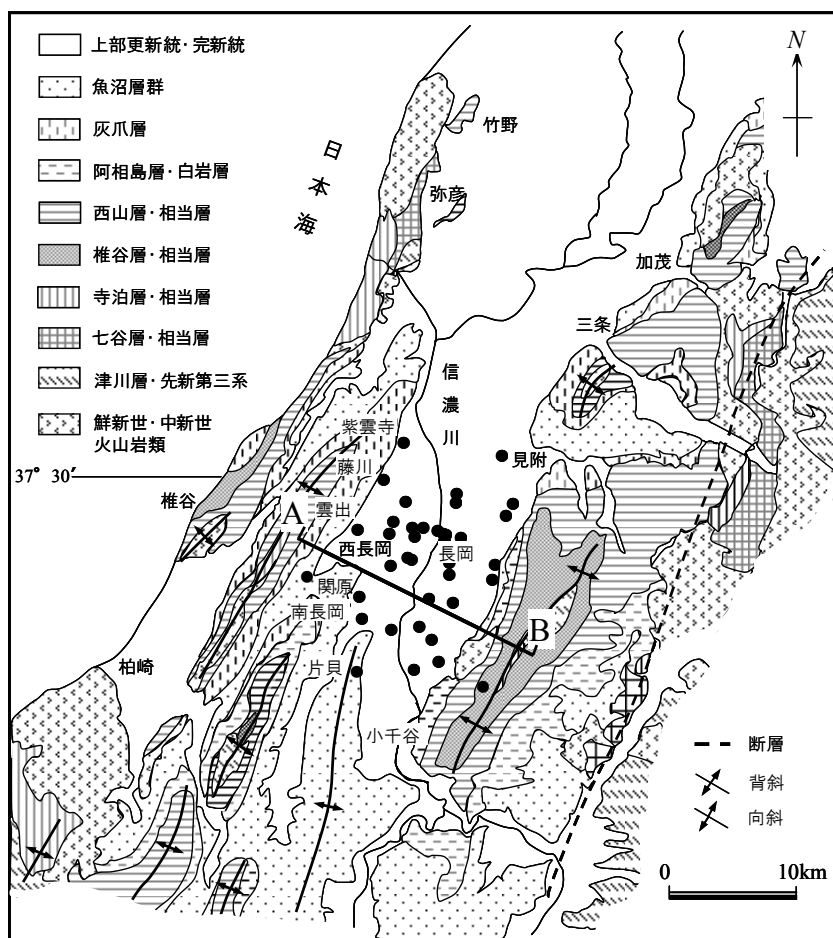 上部更新統・完新統
魚沼層群
灰爪層
阿相島層・白岩層
西山層・相当層
椎谷層・相当層
寺泊層・相当層
七谷層・相当層
津川層・先新第三系
鮮新世・中新世
火山岩類
N
日本海
竹野
弥彦
加茂
三条
信濃川
紫雲寺
見附
藤川
37° 30′
椎谷
A
雲出
西長岡
長岡
関原
南長岡
B
片貝
柏崎
小千谷
断層
背斜
向斜
0 10km